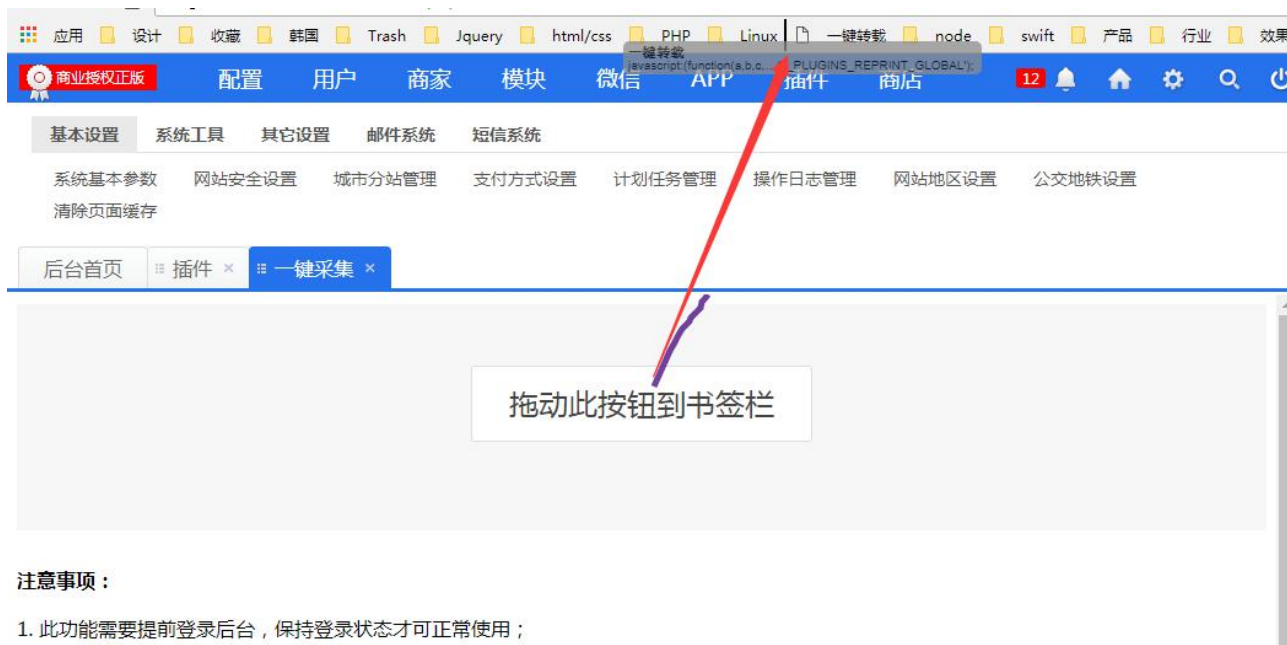 应用 设计 收藏 韩国 Trash Jquery html/css PHP Linux 一键转载 node swift 产品 行业 效果
一键转载
javascript:(function(a,b,c,... _PLUGINS_REPRINT_GLOBAL');
商业授权正版 配置 用户 商家 模块 微信 APP 插件 商店 12
基本设置 系统工具 其它设置 邮件系统 短信系统
系统基本参数 网站安全设置 城市分站管理 支付方式设置 计划任务管理 操作日志管理 网站地区设置 公交地铁设置
清除页面缓存
后台首页 插件 × 一键采集 ×
拖动此按钮到书签栏
注意事项：
1. 此功能需要提前登录后台，保持登录状态才可正常使用；